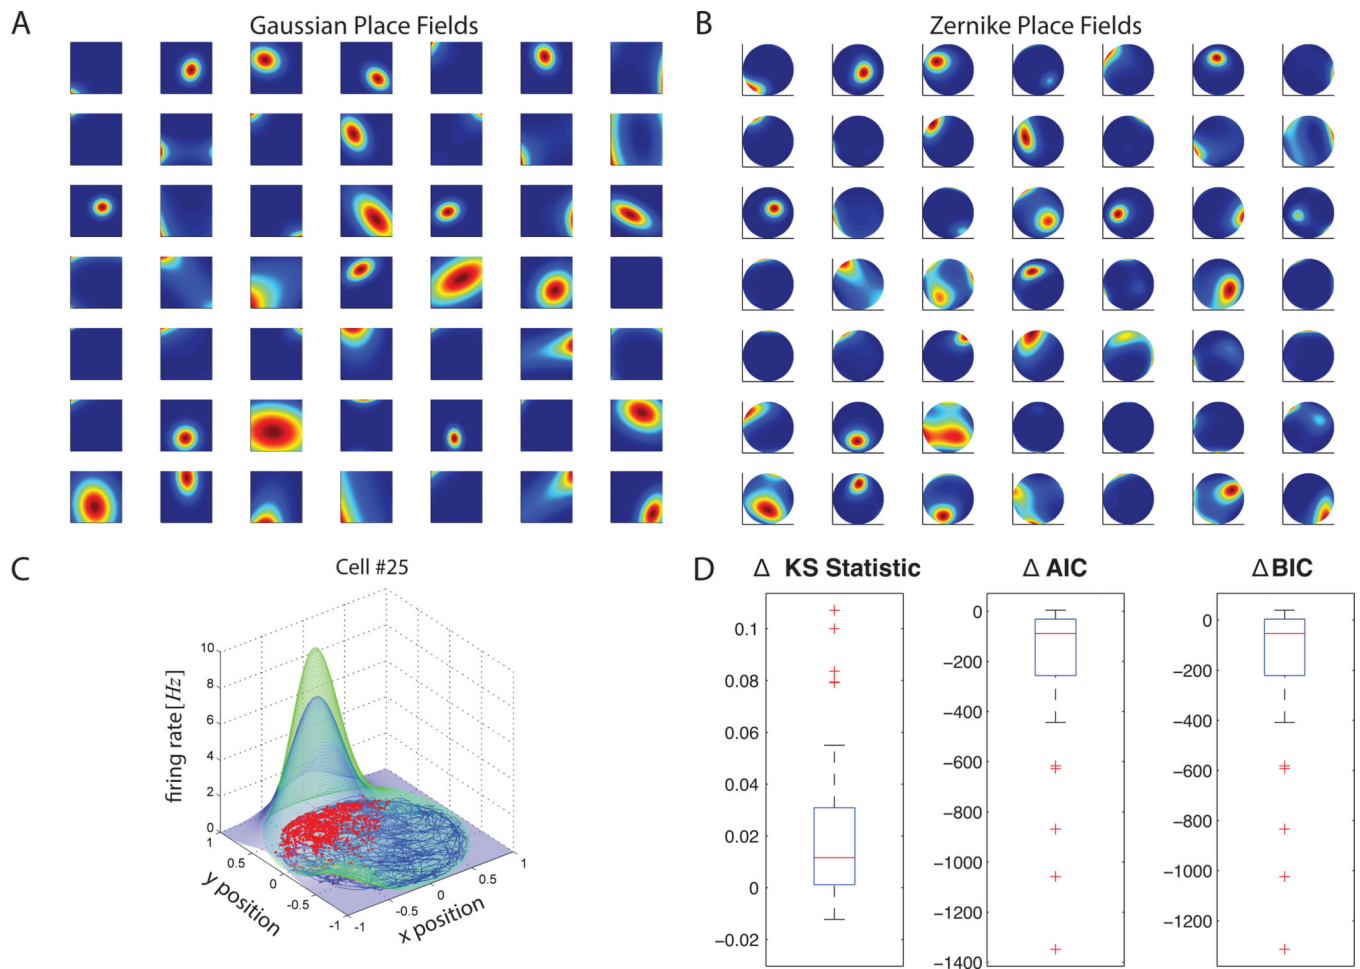 A
Gaussian Place Fields
B
Zernike Place Fields
C
Cell #25
firing rate[Hz]
10
8
6
4
2
0
1
0.5
0
-0.5
-1
y position
-1
-0.5
0
0.5
1
x position
D
Δ KS Statistic
0.1
0.08
0.06
0.04
0.02
0
−0.02
Δ AIC
0
−200
−400
−600
−800
−1000
−1200
−1400
Δ BIC
0
−200
−400
−600
−800
−1000
−1200